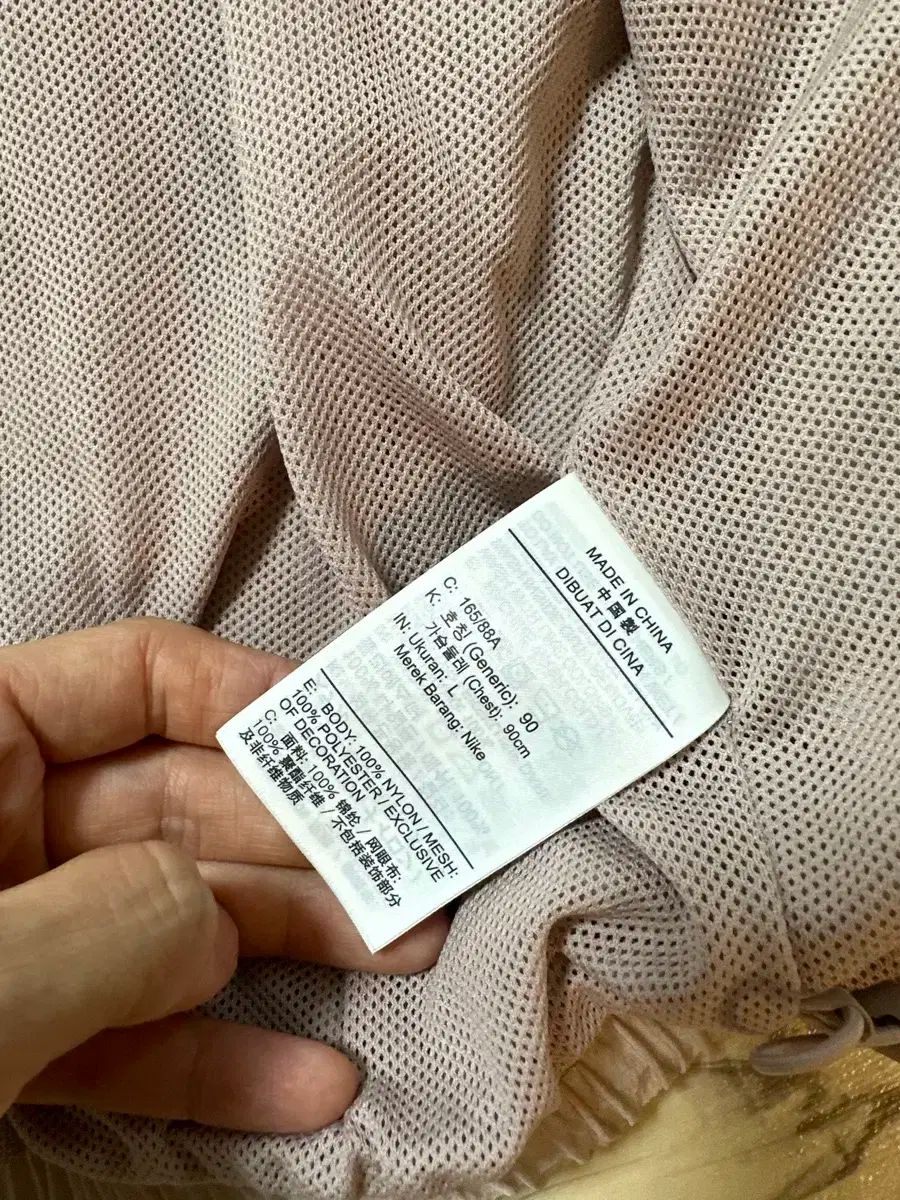 MADE IN CHINA
中國製
DIBUAT DI CINA
C: 165/88A
K: 호칭 (Generic): 90
가슴둘레 (Chest): 90cm
IN: Ukuran: L
Merek Barang: Nike
E: BODY: 100% NYLON / MESH:
100% POLYESTER / EXCLUSIVE
OF DECORATION
C: 面料: 100% 锦纶 / 网眼布:
100% 聚酯纤维 / 不包括装饰部分
及非纤维物质